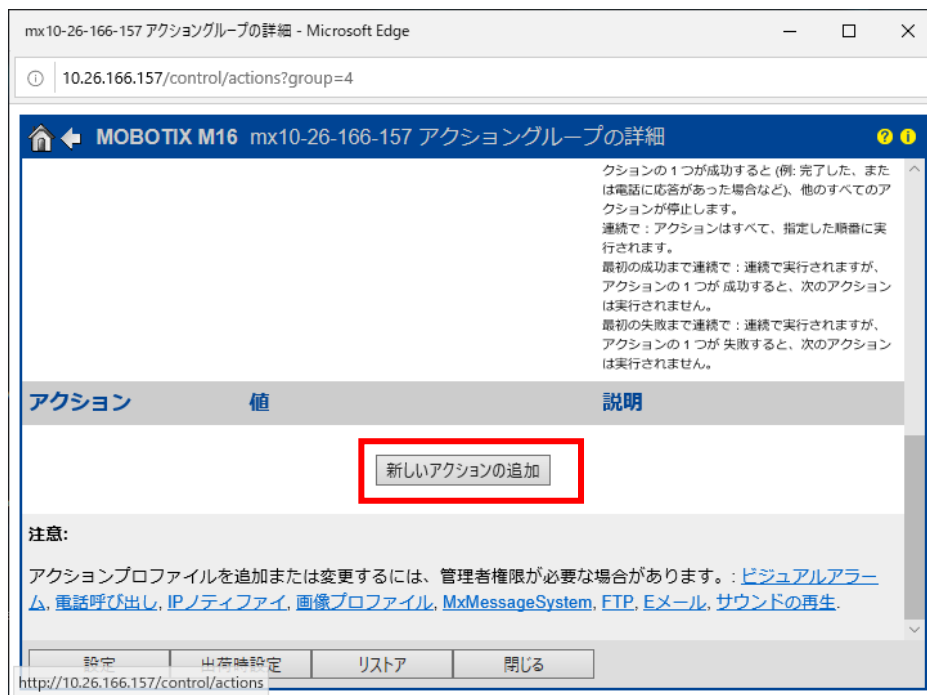 mx10-26-166-157 アクショングループの詳細 - Microsoft Edge
10.26.166.157/control/actions?group=4
MOBOTIX M16 mx10-26-166-157 アクショングループの詳細
クションの 1 つが成功すると (例: 完了した、また
は電話に応答があった場合など)、他のすべてのア
クションが停止します。
連続で：アクションはすべて、指定した順番に実
行されます。
最初の成功まで連続で：連続で実行されますが、
アクションの 1 つが 成功すると、次のアクション
は実行されません。
最初の失敗まで連続で：連続で実行されますが、
アクションの 1 つが 失敗すると、次のアクション
は実行されません。
アクション 値 説明
新しいアクションの追加
注意:
アクションプロファイルを追加または変更するには、管理者権限が必要な場合があります。: ビジュアルアラー
ム, 電話呼び出し, IPノティファイ, 画像プロファイル, MxMessageSystem, FTP, Eメール, サウンドの再生.
設定 出荷時設定 リストア 閉じる
http://10.26.166.157/control/actions